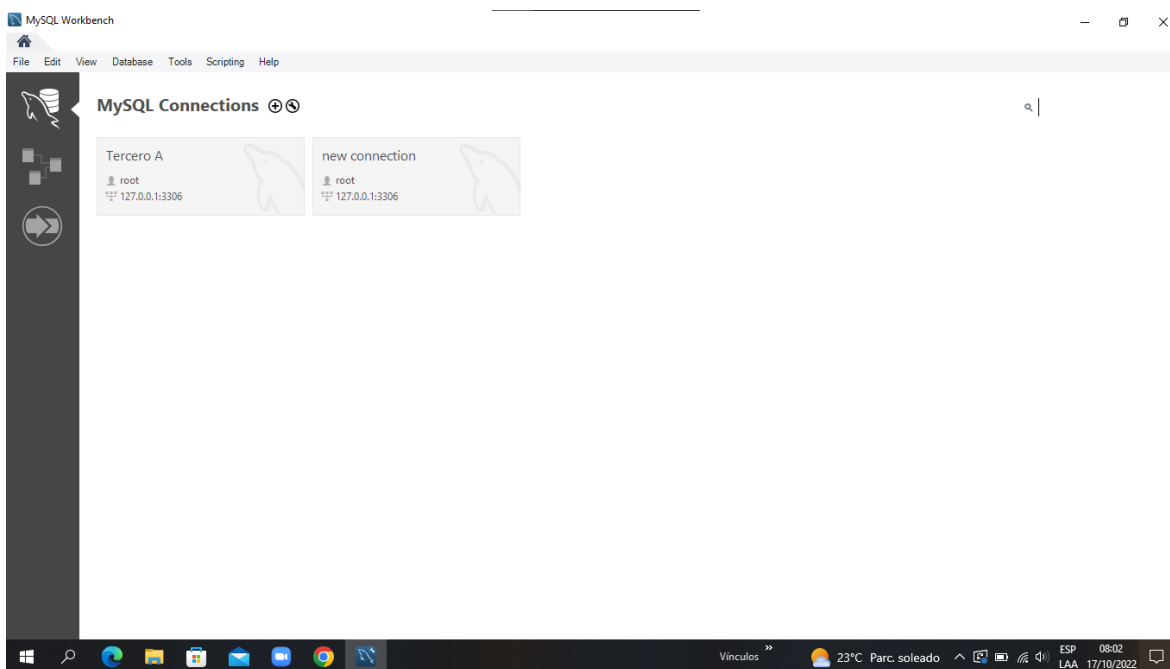 MySQL Workbench
File Edit View Database Tools Scripting Help
MySQL Connections
Tercero A
root
127.0.0.1:3306
new connection
root
127.0.0.1:3306
Vínculos
23°C Parc. soleado
ESP
LAA
08:02
17/10/2022